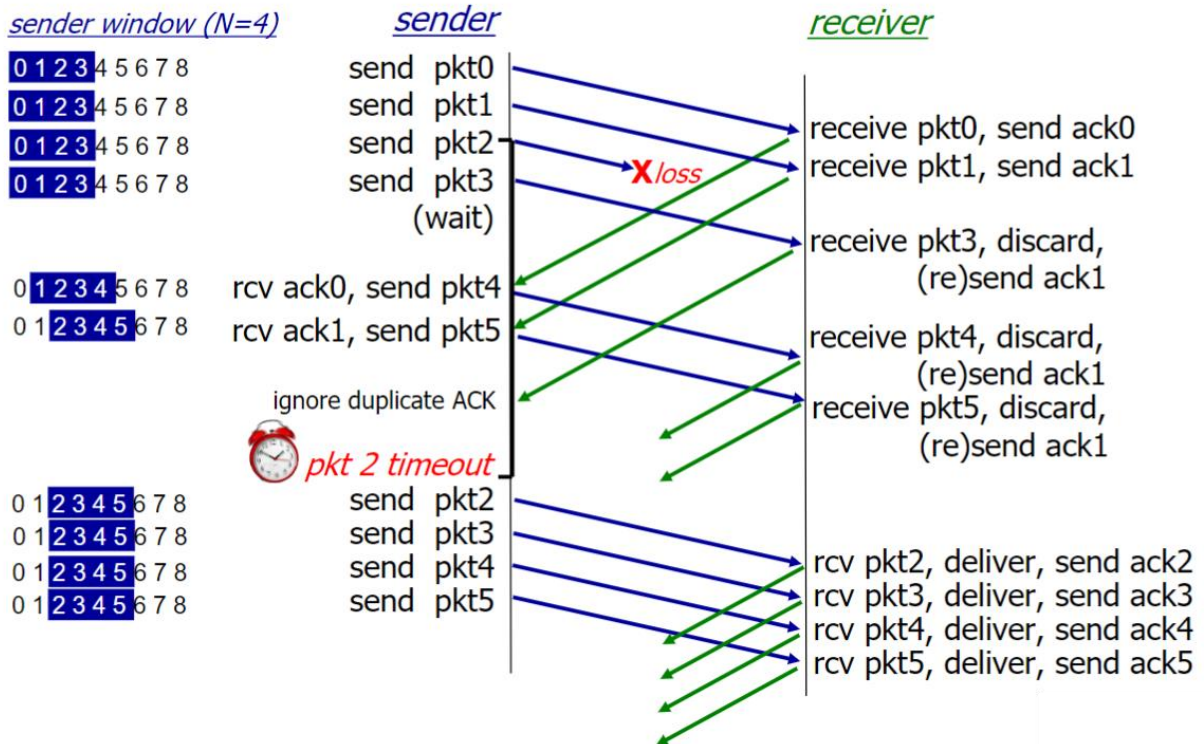 sender window (N=4)
sender
receiver
0 1 2 3 4 5 6 7 8
send pkt0
0 1 2 3 4 5 6 7 8
send pkt1
0 1 2 3 4 5 6 7 8
send pkt2
0 1 2 3 4 5 6 7 8
send pkt3
(wait)
X loss
receive pkt0, send ack0
receive pkt1, send ack1
receive pkt3, discard,
(re)send ack1
0 1 2 3 4 5 6 7 8
rcv ack0, send pkt4
0 1 2 3 4 5 6 7 8
rcv ack1, send pkt5
receive pkt4, discard,
(re)send ack1
receive pkt5, discard,
(re)send ack1
ignore duplicate ACK
pkt 2 timeout
0 1 2 3 4 5 6 7 8
send pkt2
0 1 2 3 4 5 6 7 8
send pkt3
0 1 2 3 4 5 6 7 8
send pkt4
0 1 2 3 4 5 6 7 8
send pkt5
rcv pkt2, deliver, send ack2
rcv pkt3, deliver, send ack3
rcv pkt4, deliver, send ack4
rcv pkt5, deliver, send ack5